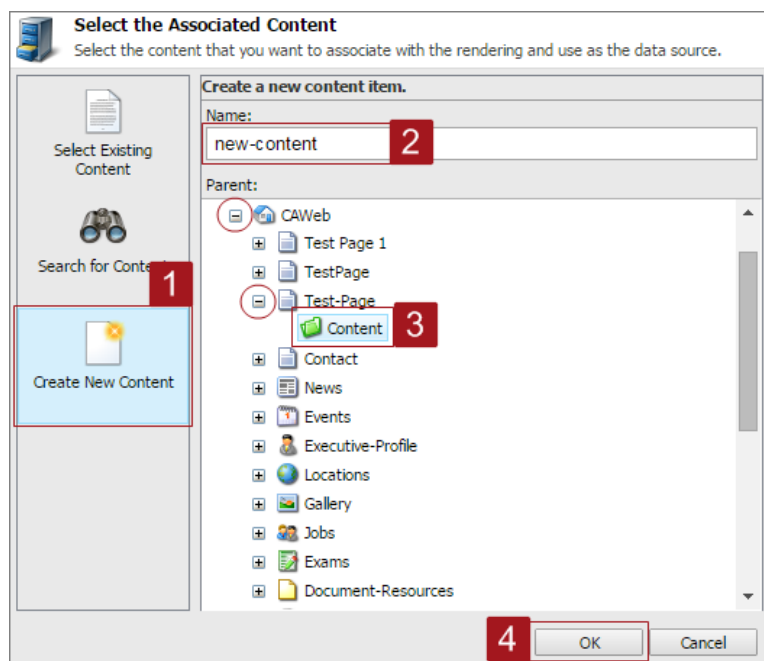 Select the Associated Content
Select the content that you want to associate with the rendering and use as the data source.
Select Existing
Content
Search for Conte
1
Create New Content
Create a new content item.
Name:
new-content
2
Parent:
CAWeb
Test Page 1
TestPage
Test-Page
Content
3
Contact
News
Events
Executive-Profile
Locations
Gallery
Jobs
Exams
Document-Resources
4
OK
Cancel